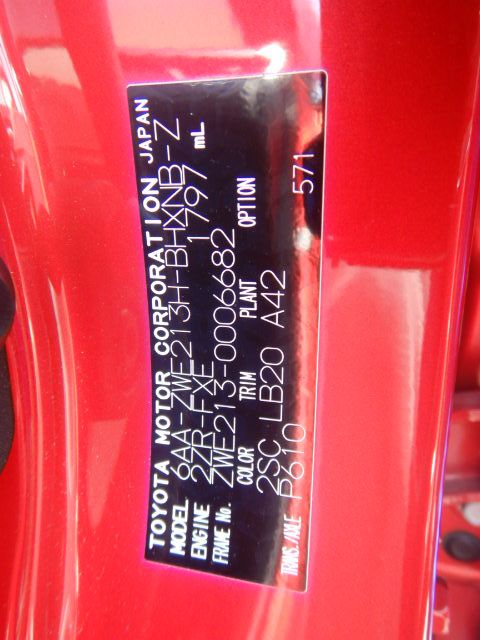 TOYOTA MOTOR CORPORATION JAPAN
MODEL 6AA-ZWE213H-BHXNB-Z
ENGINE 2ZR-FXE 1797 mL
FRAME No. ZWE213-0006682
COLOR TRIM PLANT OPTION
2SC LB20 A42 571
TRANS./AXLE P610